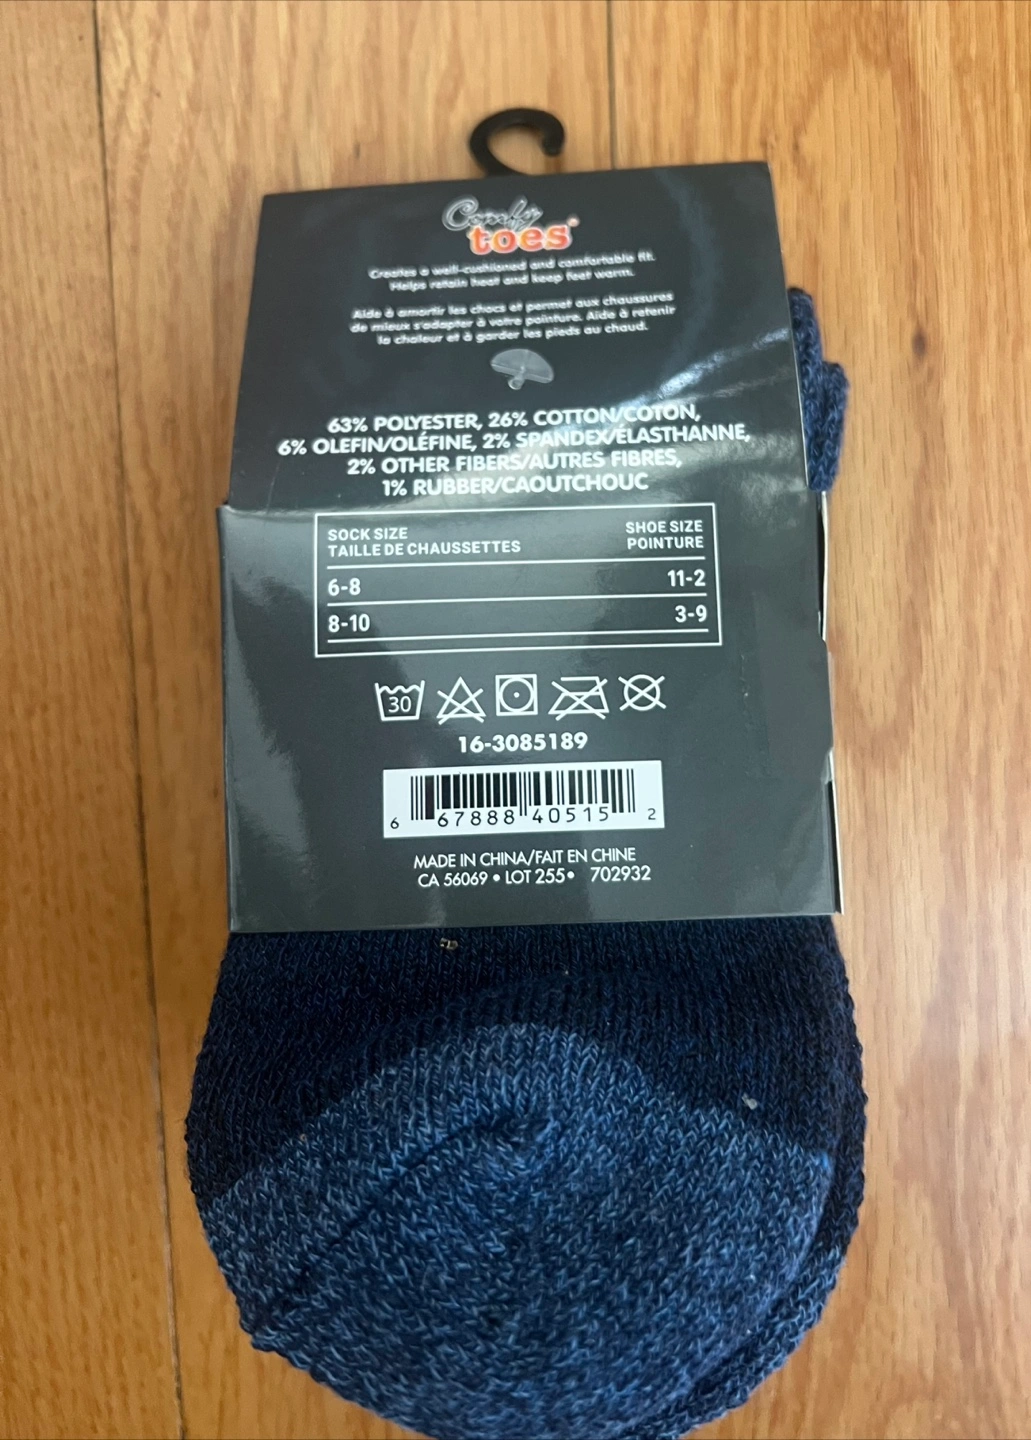 Comfy
toes
Creates a well-cushioned and comfortable fit.
Helps retain heat and keep feet warm.
Aide à amortir les chocs et permet aux chaussures
de mieux s'adapter à votre pointure. Aide à retenir
la chaleur et à garder les pieds au chaud.
63% POLYESTER, 26% COTTON/COTON,
6% OLEFIN/OLÉFINE, 2% SPANDEX/ÉLASTHANNE,
2% OTHER FIBERS/AUTRES FIBRES,
1% RUBBER/CAOUTCHOUC
SOCK SIZE SHOE SIZE
TAILLE DE CHAUSSETTES POINTURE
6-8 11-2
8-10 3-9
30
16-3085189
6 67888 40515 2
MADE IN CHINA/FAIT EN CHINE
CA 56069 • LOT 255• 702932